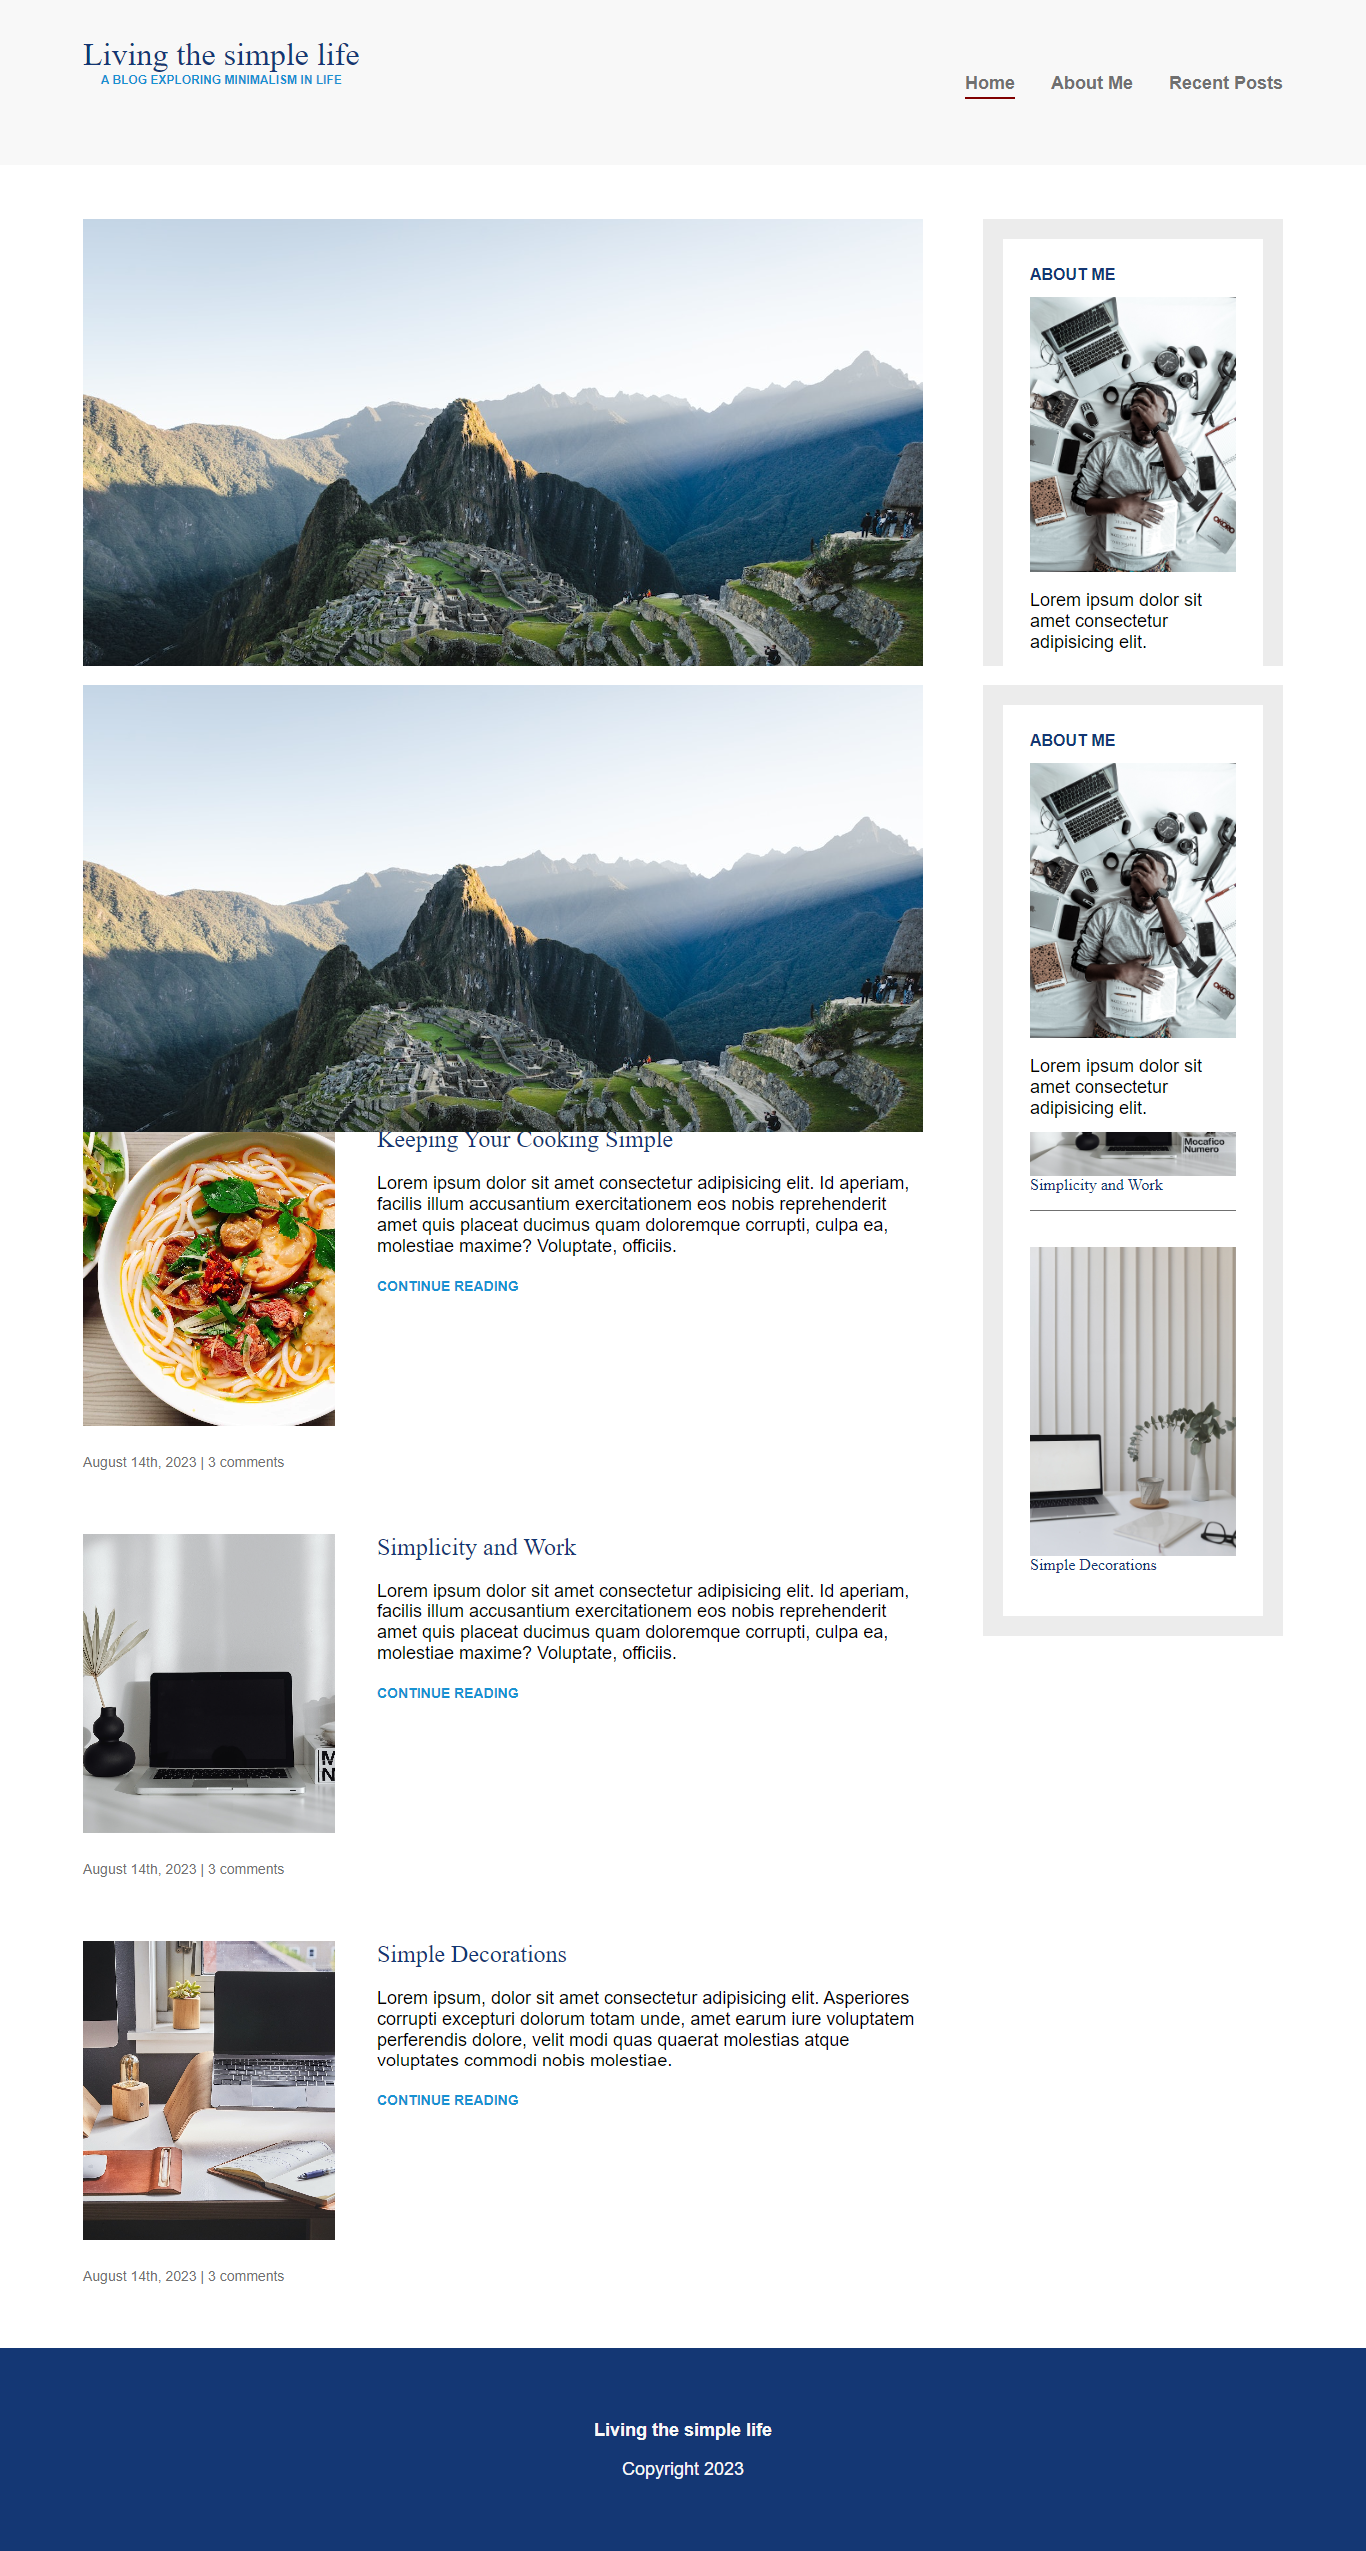 Living the simple life
A BLOG EXPLORING MINIMALISM IN LIFE
Home About Me Recent Posts
ABOUT ME
Lorem ipsum dolor sit
amet consectetur
adipisicing elit.
ABOUT ME
Lorem ipsum dolor sit
amet consectetur
adipisicing elit.
Mocafico
Numero
Simplicity and Work
Simple Decorations
Keeping Your Cooking Simple
Lorem ipsum dolor sit amet consectetur adipisicing elit. Id aperiam,
facilis illum accusantium exercitationem eos nobis reprehenderit
amet quis placeat ducimus quam doloremque corrupti, culpa ea,
molestiae maxime? Voluptate, officiis.
CONTINUE READING
August 14th, 2023 | 3 comments
Simplicity and Work
Lorem ipsum dolor sit amet consectetur adipisicing elit. Id aperiam,
facilis illum accusantium exercitationem eos nobis reprehenderit
amet quis placeat ducimus quam doloremque corrupti, culpa ea,
molestiae maxime? Voluptate, officiis.
CONTINUE READING
M
N
August 14th, 2023 | 3 comments
Simple Decorations
Lorem ipsum, dolor sit amet consectetur adipisicing elit. Asperiores
corrupti excepturi dolorum totam unde, amet earum iure voluptatem
perferendis dolore, velit modi quas quaerat molestias atque
voluptates commodi nobis molestiae.
CONTINUE READING
August 14th, 2023 | 3 comments
Living the simple life
Copyright 2023